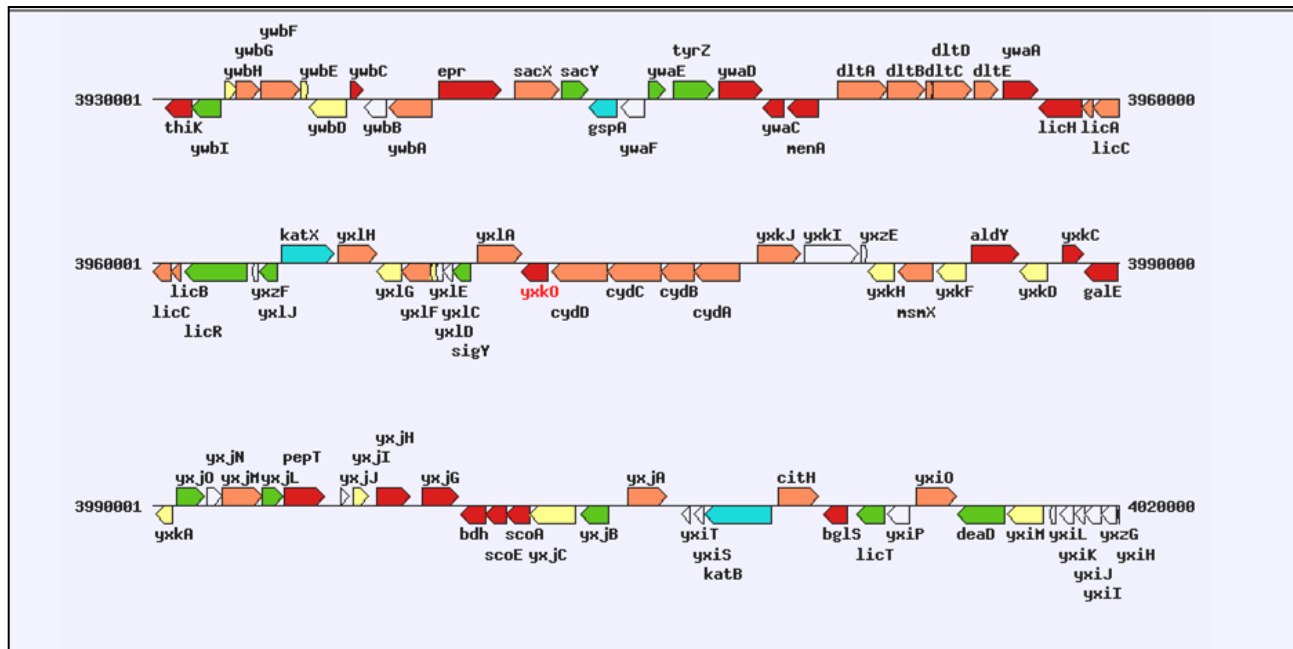 ywbF
ywbG tyrZ dltD
ywbH ywbE ywbC epr sacX sacY ywaE ywaD dltA dltB dltC dltE ywaA
3930001 3960000
thiK ywbD ywbB gspA ywaC licH licA
ywbI ywbA ywaF menA licC
katX yxlH yxlA yxkJ yxkI yxzE aldY yxkC
3960001 3990000
licB yxzF yxlG yxlE yxkO cydC cydB yxkH yxkF yxkD galE
licC yxlJ yxlF yxlC cydD cydA msmX
licR yxlD
sigY
yxjH
yxjN pepT yxjI
yxjO yxjM yxjL yxjJ yxjG yxjA citH yxiO
3990001 4020000
yxkA bdh scoA yxjB yxiT bglS yxiP deaD yxiM yxiL yxzG
scoE yxjC yxiS licT yxiK yxiH
katB yxiJ
yxiI